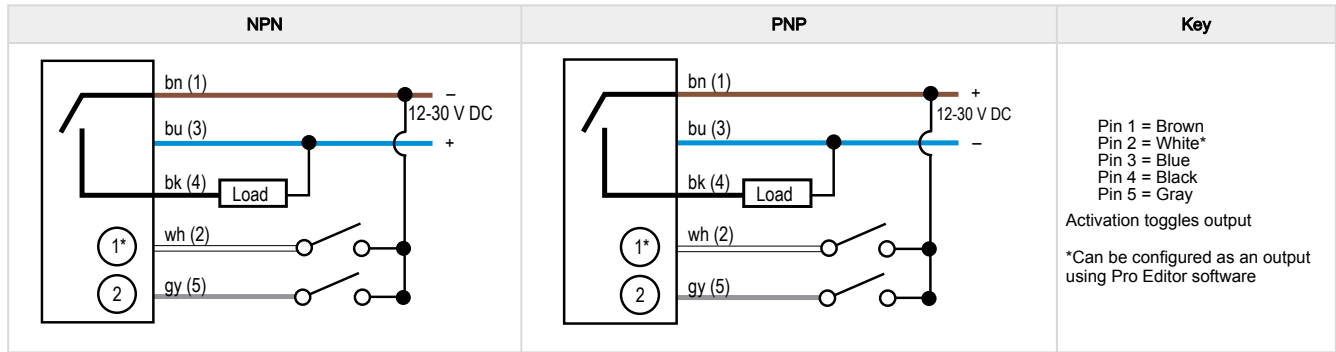 NPN
PNP
Key
bn (1)
–
12-30 V DC
bu (3)
+
bk (4)
Load
1*
wh (2)
2
gy (5)
bn (1)
+
12-30 V DC
bu (3)
–
bk (4)
Load
1*
wh (2)
2
gy (5)
Pin 1 = Brown
Pin 2 = White*
Pin 3 = Blue
Pin 4 = Black
Pin 5 = Gray
Activation toggles output
*Can be configured as an output
using Pro Editor software